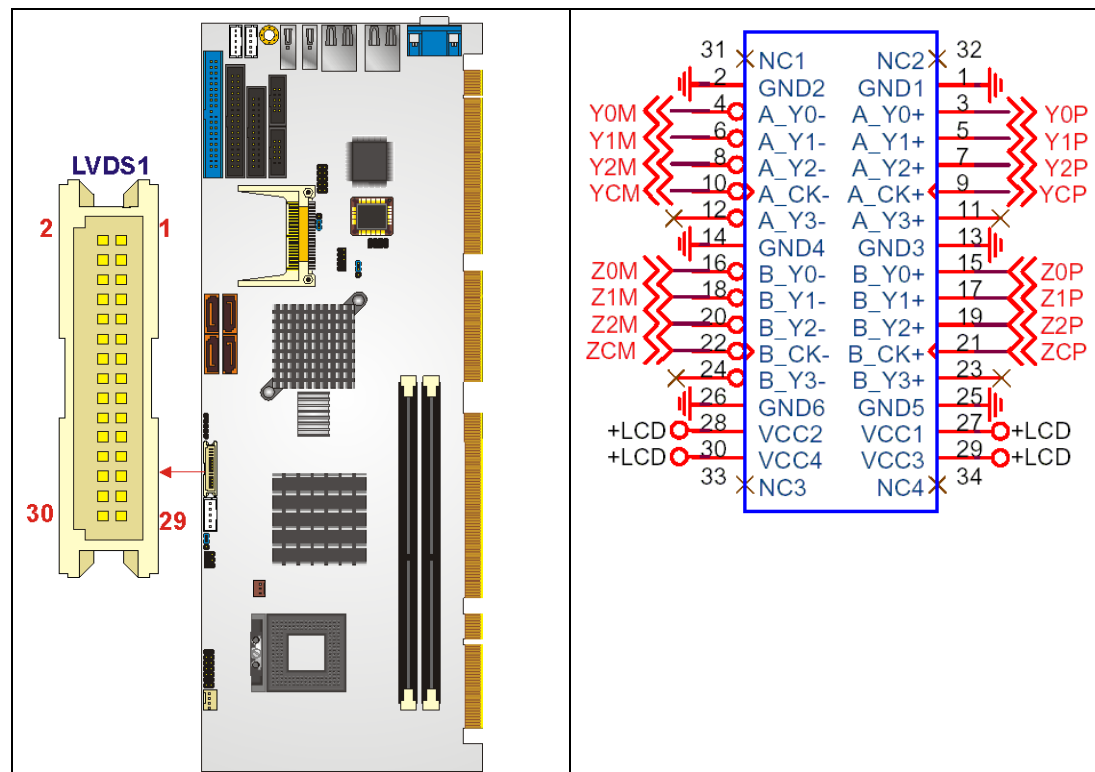 LVDS1
2 1
30 29
31 NC1 NC2 32
2 GND2 GND1 1
Y0M 4 A_Y0- A_Y0+ 3 Y0P
Y1M 6 A_Y1- A_Y1+ 5 Y1P
Y2M 8 A_Y2- A_Y2+ 7 Y2P
YCM 10 A_CK- A_CK+ 9 YCP
12 A_Y3- A_Y3+ 11
14 GND4 GND3 13
Z0M 16 B_Y0- B_Y0+ 15 Z0P
Z1M 18 B_Y1- B_Y1+ 17 Z1P
Z2M 20 B_Y2- B_Y2+ 19 Z2P
ZCM 22 B_CK- B_CK+ 21 ZCP
24 B_Y3- B_Y3+ 23
26 GND6 GND5 25
+LCD 28 VCC2 VCC1 27 +LCD
+LCD 30 VCC4 VCC3 29 +LCD
33 NC3 NC4 34